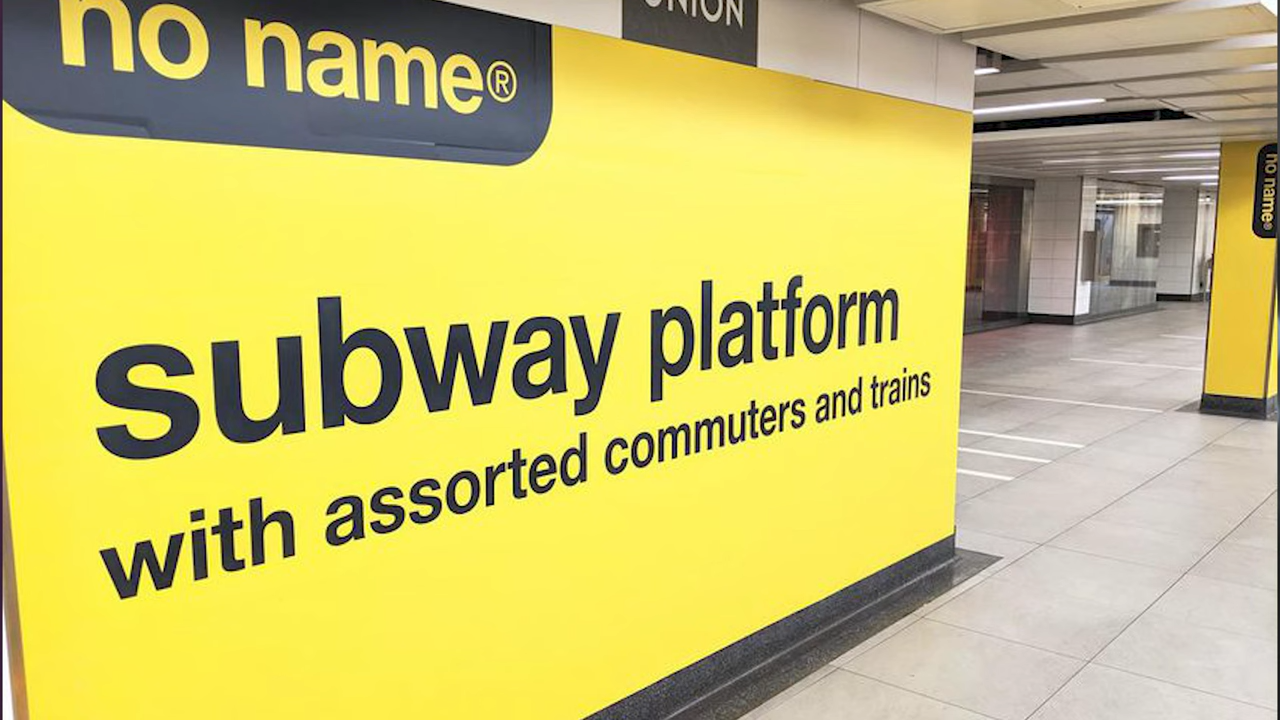 UNION
no name®
subway platform
with assorted commuters and trains
no name®